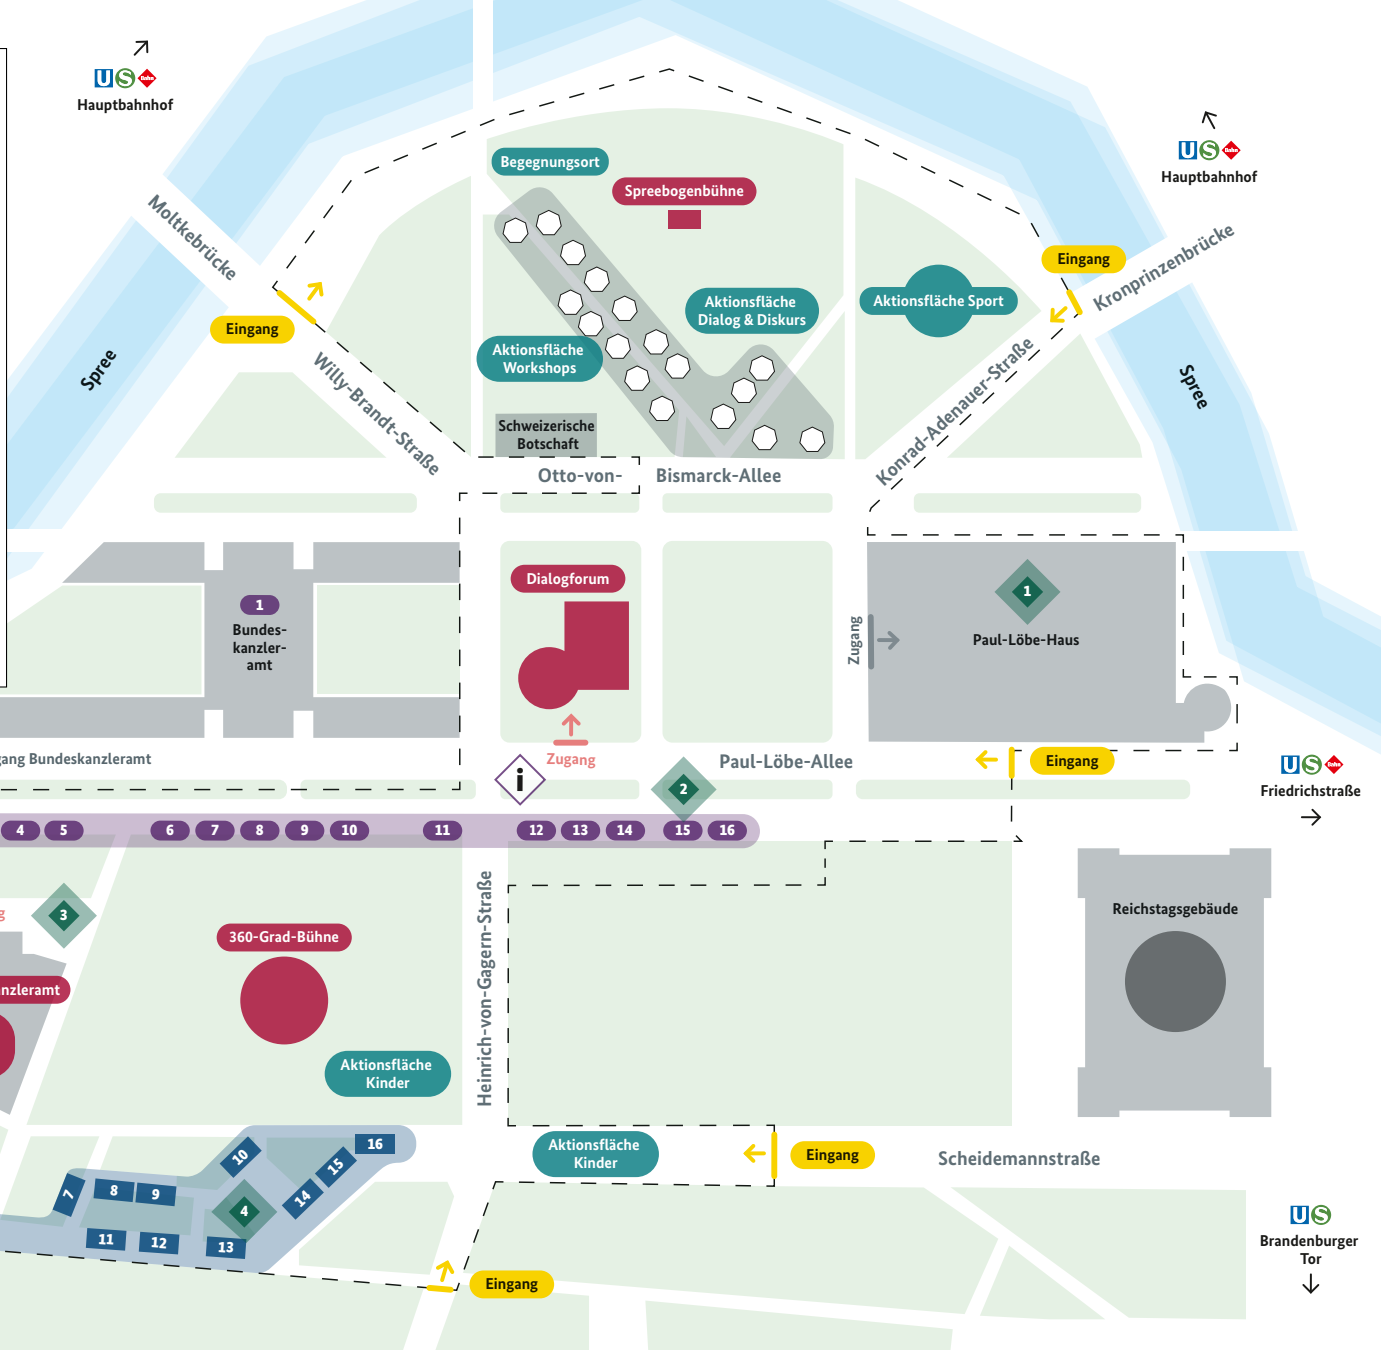 U S Bahn
Hauptbahnhof
U S Bahn
Hauptbahnhof
Begegnungsort
Spreebogenbühne
Moltkebrücke
Kronprinzenbrücke
Eingang
Eingang
Aktionsfläche
Dialog & Diskurs
Aktionsfläche Sport
Aktionsfläche
Workshops
Spree
Spree
Willy-Brandt-Straße
Konrad-Adenauer-Straße
Schweizerische
Botschaft
Otto-von-
Bismarck-Allee
Dialogforum
1
Bundes-
kanzler-
amt
1
Paul-Löbe-Haus
Zugang
Zugang
i
gang Bundeskanzleramt
Paul-Löbe-Allee
Eingang
2
U S Bahn
Friedrichstraße
4 5 6 7 8 9 10 11 12 13 14 15 16
3
g
nzleramt
360-Grad-Bühne
Heinrich-von-Gagern-Straße
Reichstagsgebäude
Aktionsfläche
Kinder
Aktionsfläche
Kinder
Eingang
Scheidemannstraße
7 8 9 10 11 12 13 14 15 16
4
Eingang
U S
Brandenburger
Tor